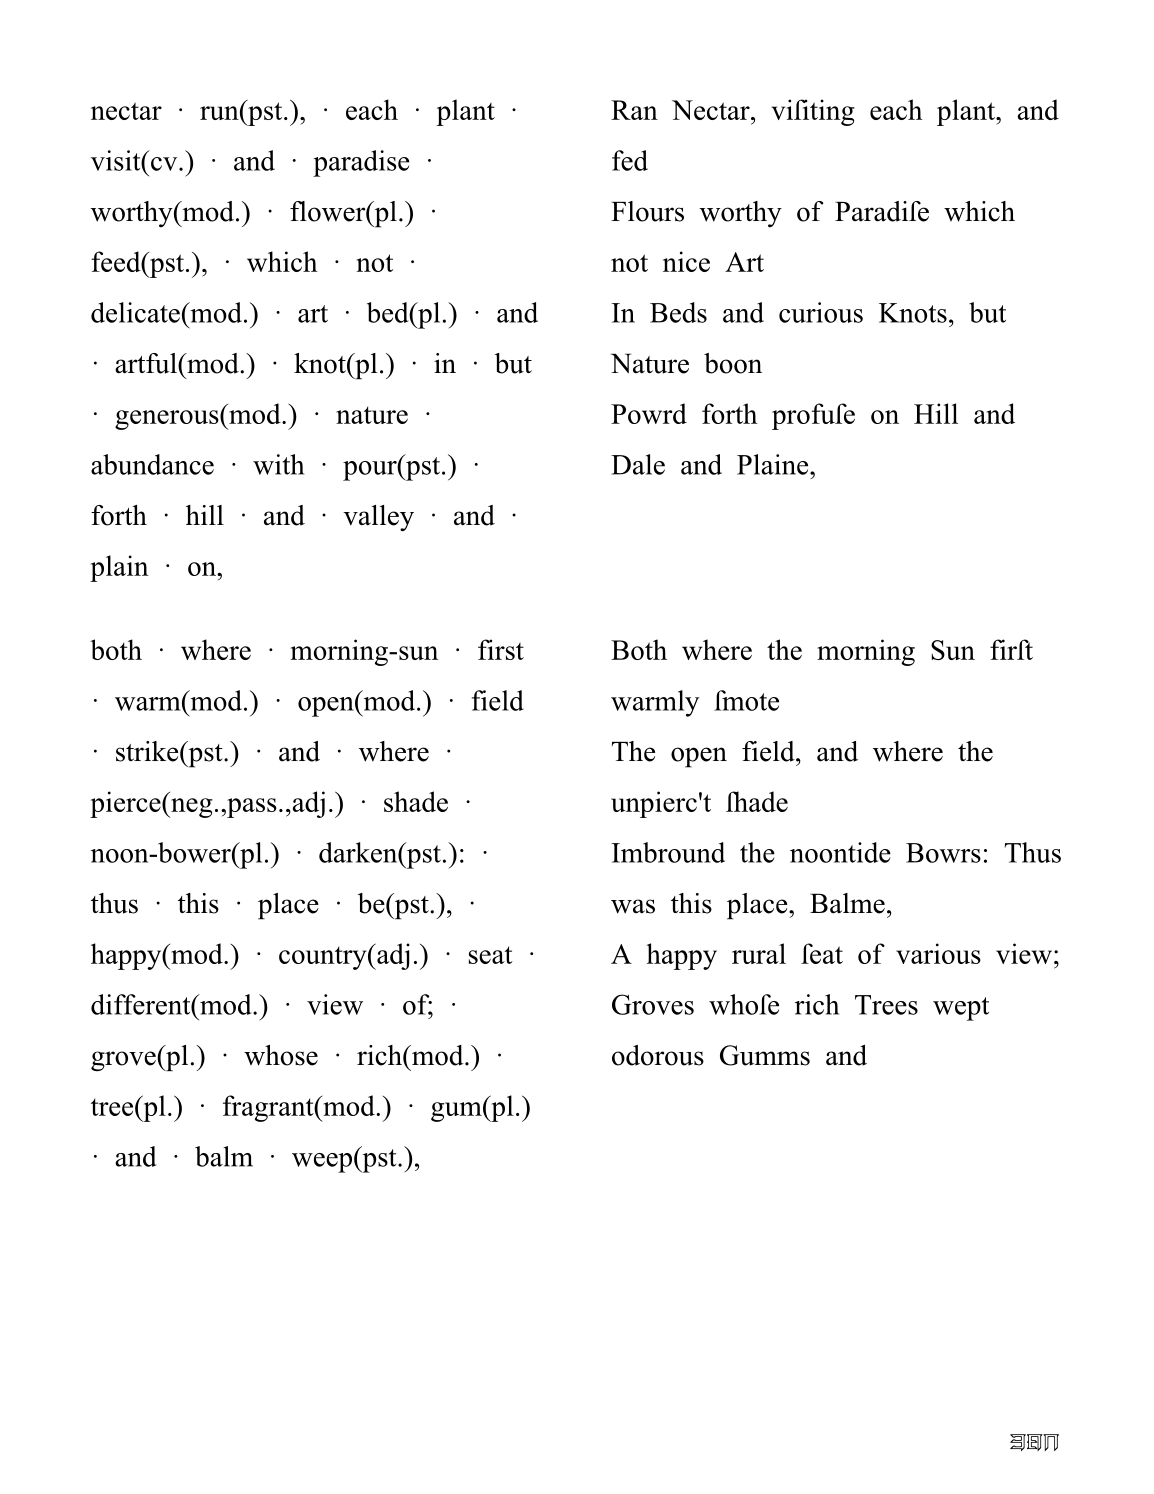 nectar · run(pst.), · each · plant ·
visit(cv.) · and · paradise ·
worthy(mod.) · flower(pl.) ·
feed(pst.), · which · not ·
delicate(mod.) · art · bed(pl.) · and
· artful(mod.) · knot(pl.) · in · but
· generous(mod.) · nature ·
abundance · with · pour(pst.) ·
forth · hill · and · valley · and ·
plain · on,
Ran Nectar, viſiting each plant, and
fed
Flours worthy of Paradiſe which
not nice Art
In Beds and curious Knots, but
Nature boon
Powrd forth profuſe on Hill and
Dale and Plaine,
both · where · morning-sun · first
· warm(mod.) · open(mod.) · field
· strike(pst.) · and · where ·
pierce(neg.,pass.,adj.) · shade ·
noon-bower(pl.) · darken(pst.): ·
thus · this · place · be(pst.), ·
happy(mod.) · country(adj.) · seat ·
different(mod.) · view · of; ·
grove(pl.) · whose · rich(mod.) ·
tree(pl.) · fragrant(mod.) · gum(pl.)
· and · balm · weep(pst.),
Both where the morning Sun firſt
warmly ſmote
The open field, and where the
unpierc't ſhade
Imbround the noontide Bowrs: Thus
was this place, Balme,
A happy rural ſeat of various view;
Groves whoſe rich Trees wept
odorous Gumms and